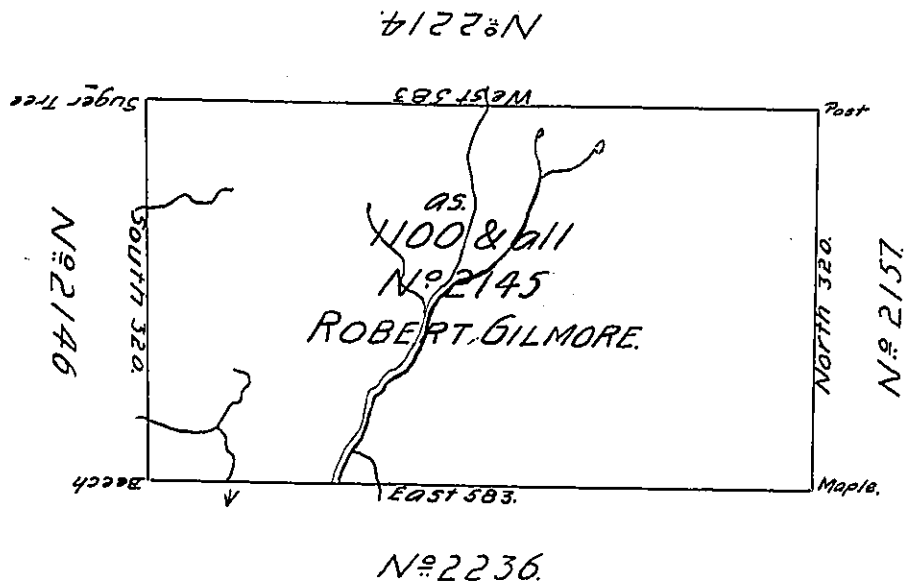 Nº 2214.
Suger Tree
West 583
Post
as.
1100 & all
Nº 2145
ROBERT, GILMORE.
Nº 2146
South 320.
North 320.
Nº 2157.
Beech
East 583.
Maple.
Nº 2236.